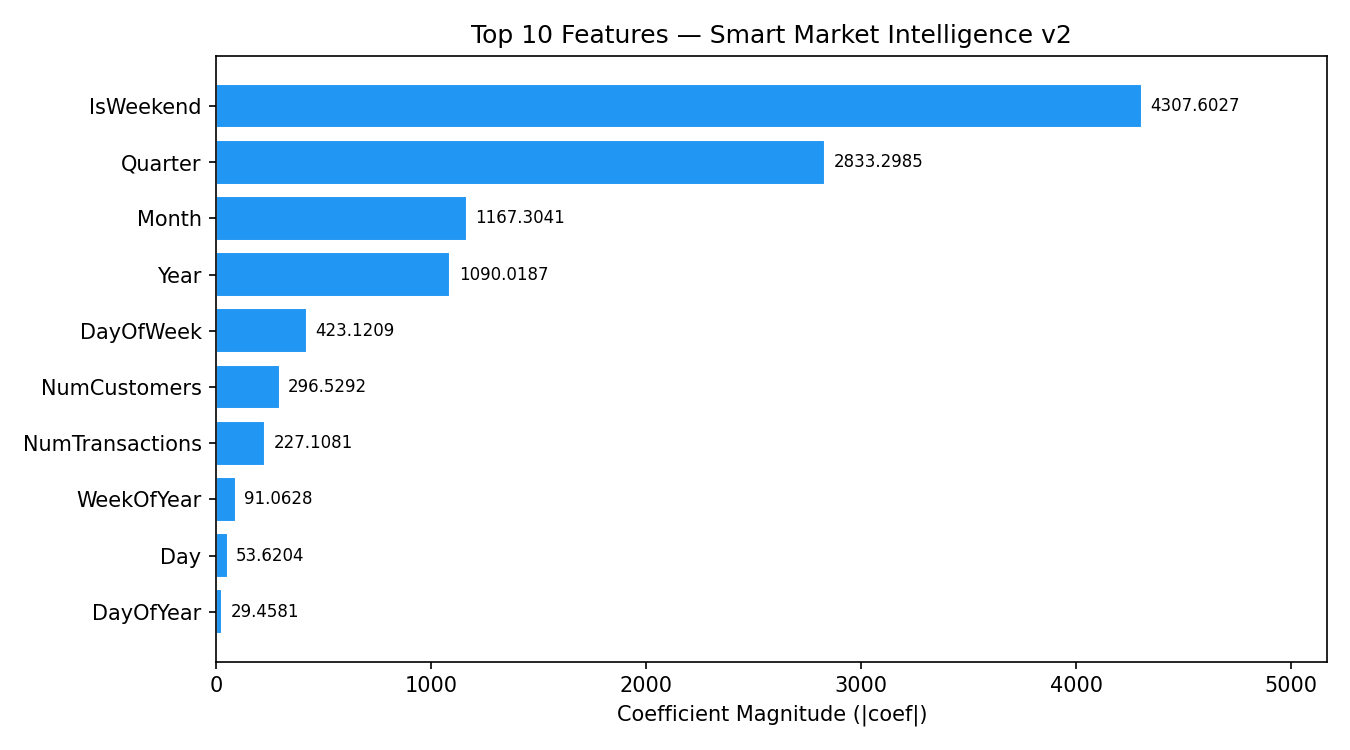 Top 10 Features — Smart Market Intelligence v2
IsWeekend 4307.6027
Quarter 2833.2985
Month 1167.3041
Year 1090.0187
DayOfWeek 423.1209
NumCustomers 296.5292
NumTransactions 227.1081
WeekOfYear 91.0628
Day 53.6204
DayOfYear 29.4581
0 1000 2000 3000 4000 5000
Coefficient Magnitude (|coef|)